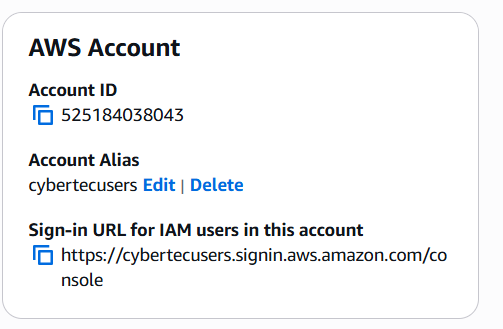 AWS Account
Account ID
525184038043
Account Alias
cybertecusers Edit | Delete
Sign-in URL for IAM users in this account
https://cybertecusers.signin.aws.amazon.com/co
nsole